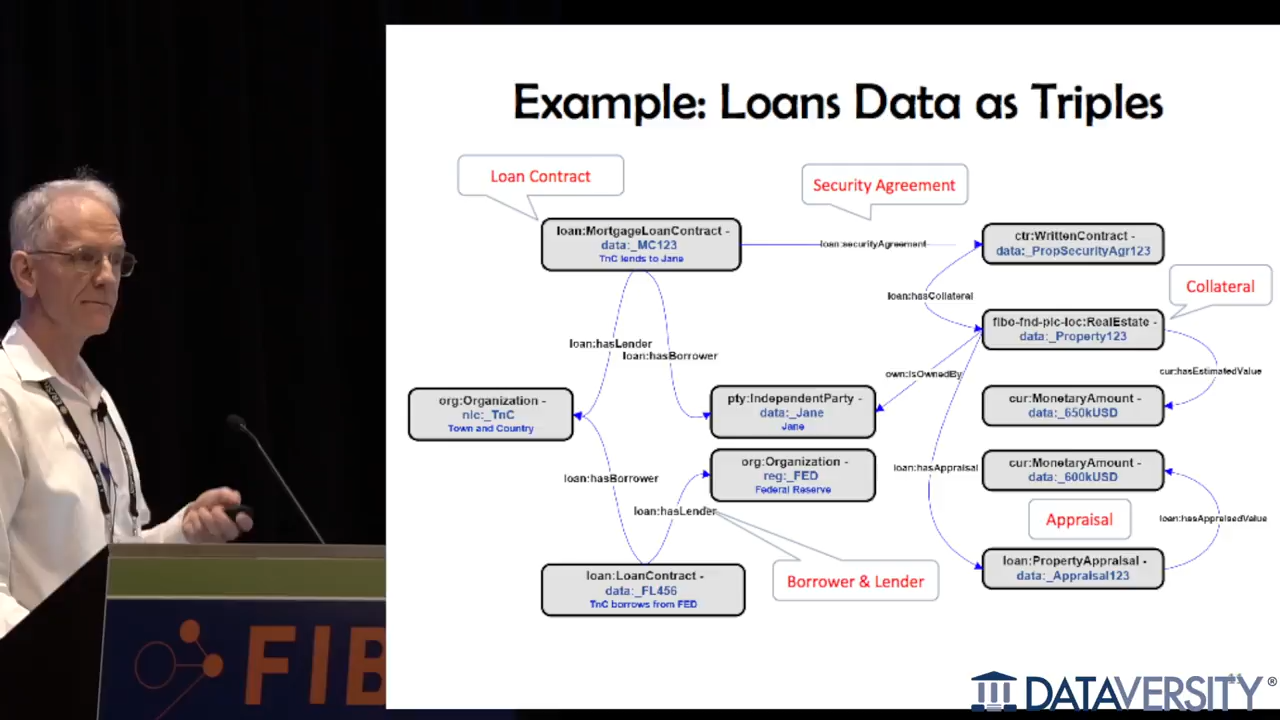 Example: Loans Data as Triples
Loan Contract
Security Agreement
loan:MortgageLoanContract -
data:_MC123
TnC lends to Jane
loan:securityAgreement
ctr:WrittenContract -
data:_PropSecurityAgr123
Collateral
loan:hasCollateral
fibo-fnd-plc-loc:RealEstate -
data:_Property123
loan:hasLender
loan:hasBorrower
own:isOwnedBy
cur:hasEstimatedValue
org:Organization -
nic:_TnC
Town and Country
pty:IndependentParty -
data:_Jane
Jane
cur:MonetaryAmount -
data:_650kUSD
org:Organization -
reg:_FED
Federal Reserve
cur:MonetaryAmount -
data:_600kUSD
loan:hasBorrower
loan:hasLender
loan:hasAppraisal
Appraisal
loan:hasAppraisedValue
loan:LoanContract -
data:_FL456
TnC borrows from FED
Borrower & Lender
loan:PropertyAppraisal -
data:_Appraisal123
FIB
DATAVERSITY®